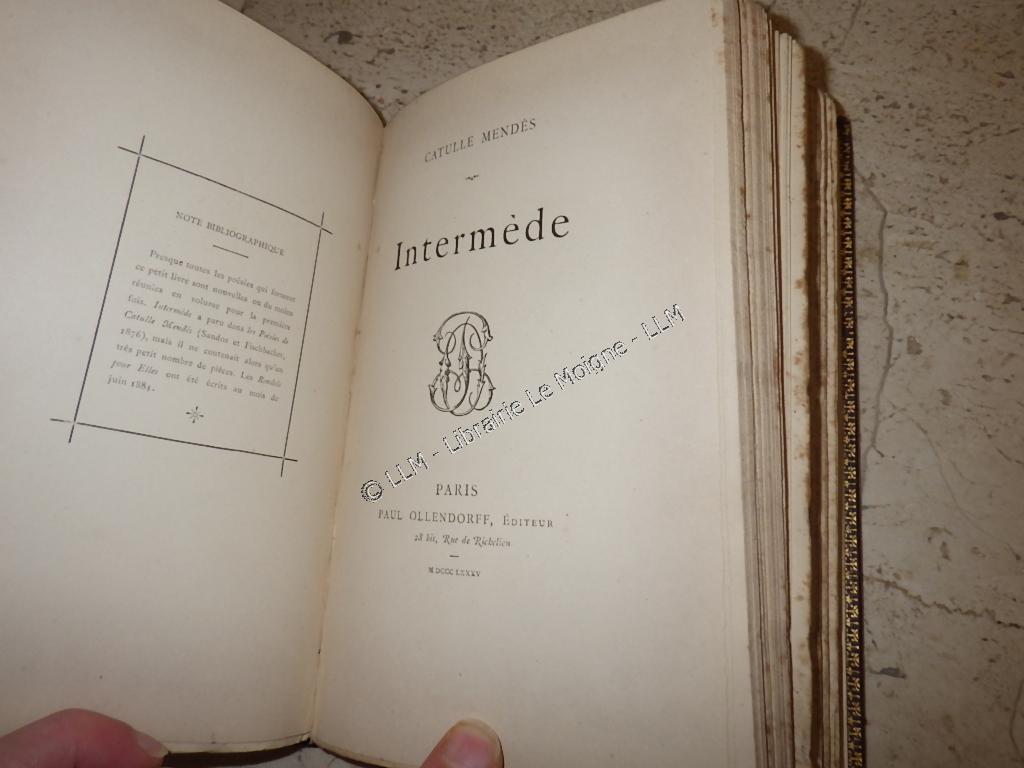 NOTE BIBLIOGRAPHIQUE
Presque toutes les poésies qui forment
ce petit livre sont nouvelles ou du moins
réunies en volume pour la première
fois. Intermède a paru dans les Poésies de
Catulle Mendès (Sandoz et Fischbacher,
1876), mais il ne contenait alors qu'un
très petit nombre de pièces. Les Rondels
pour Elles ont été écrits au mois de
juin 1884.
CATULLE MENDÈS
Intermède
PARIS
PAUL OLLENDORFF, ÉDITEUR
28 bis, Rue de Richelieu
MDCCCLXXXV
© LLM - Librairie Le Moigne - LLM